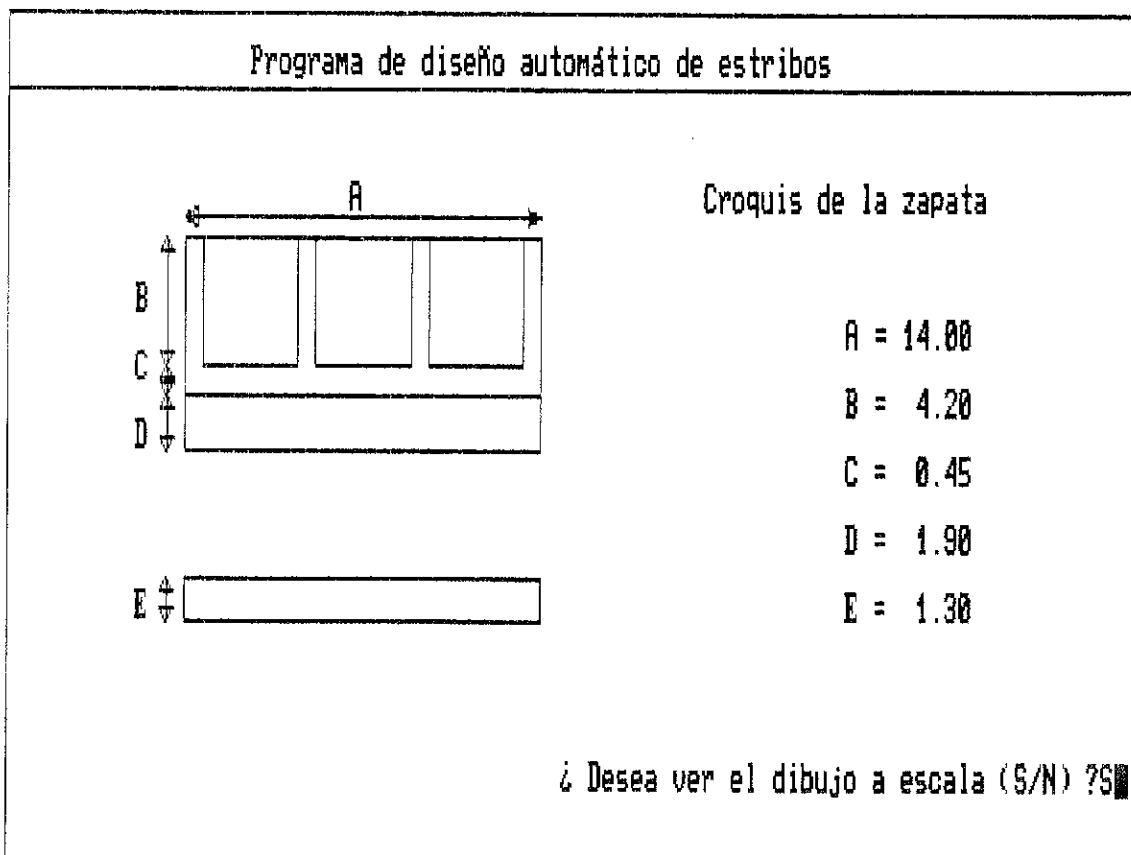 Programa de diseño automático de estribos
A
Croquis de la zapata
B
C
D
E
A = 14.00
B = 4.20
C = 0.45
D = 1.90
E = 1.30
¿ Desea ver el dibujo a escala (S/N) ?S